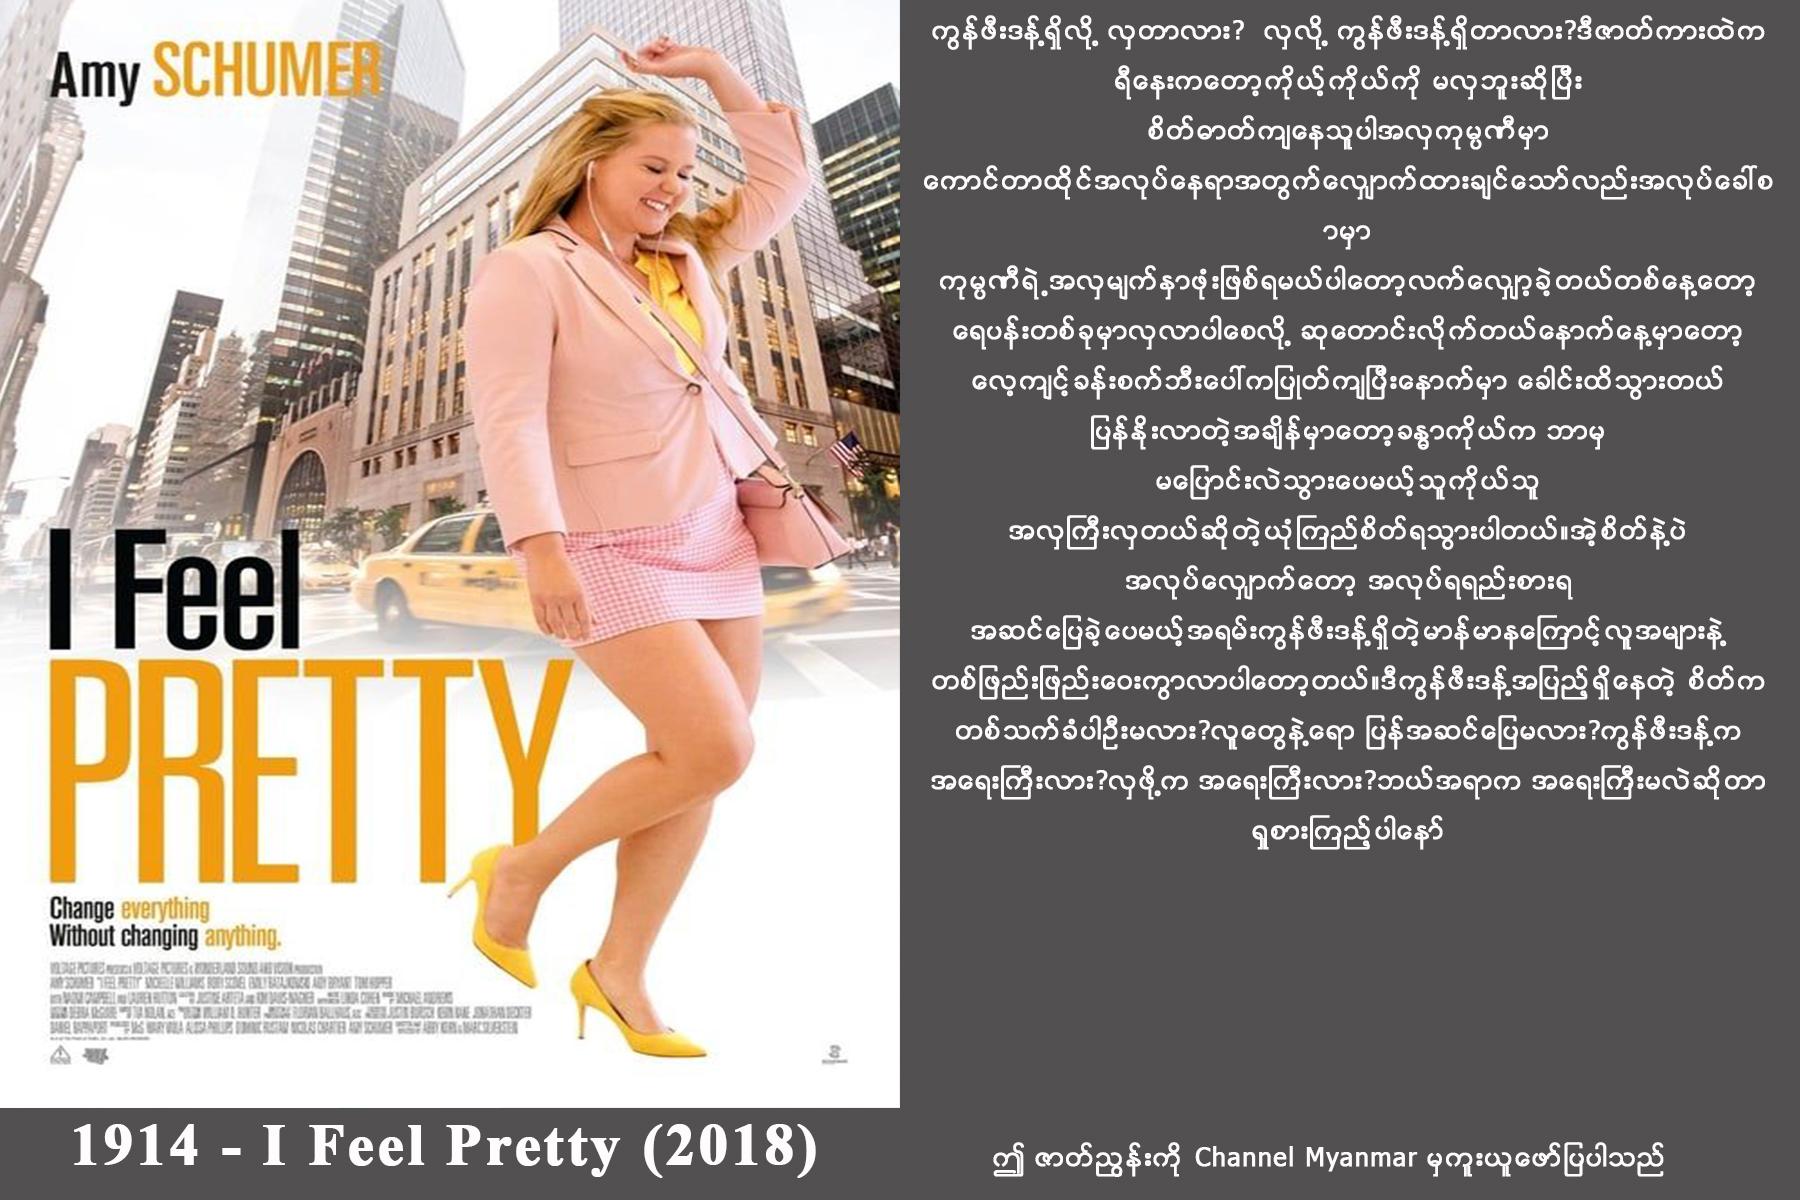 Amy SCHUMER
I Feel
PRETTY
Change everything
Without changing anything.
1914 - I Feel Pretty (2018)
ကွန်ဖီးဒန့်ရှိလို့ လှတာလား? လှလို့ ကွန်ဖီးဒန့်ရှိတာလား?ဒီဇာတ်ကားထဲက
ရီနေးကတော့ကိုယ့်ကိုယ်ကို မလှဘူးဆိုပြီး
စိတ်ဓာတ်ကျနေသူပါအလှကုမ္ပဏီမှာ
ကောင်တာထိုင်အလုပ်နေရာအတွက်လျှောက်ထားချင်သော်လည်းအလုပ်ခေါ်စ
ာမှာ
ကုမ္ပဏီရဲ့အလှမျက်နှာဖုံးဖြစ်ရမယ်ပါတော့လက်လျှော့ခဲ့တယ်တစ်နေ့တော့
ရေပန်းတစ်ခုမှာလှလာပါစေလို့ ဆုတောင်းလိုက်တယ်နောက်နေ့မှာတော့
လေ့ကျင့်ခန်းစက်ဘီးပေါ်ကပြုတ်ကျပြီးနောက်မှာ ခေါင်းထိသွားတယ်
ပြန်နိုးလာတဲ့အချိန်မှာတော့ခန္ဓာကိုယ်က ဘာမှ
မပြောင်းလဲသွားပေမယ့်သူကိုယ်သူ
အလှကြီးလှတယ်ဆိုတဲ့ယုံကြည်စိတ်ရသွားပါတယ်။အဲ့စိတ်နဲ့ပဲ
အလုပ်လျှောက်တော့ အလုပ်ရရည်းစားရ
အဆင်ပြေခဲ့ပေမယ့်အရမ်းကွန်ဖီးဒန့်ရှိတဲ့မာန်မာနကြောင့်လူအများနဲ့
တစ်ဖြည်းဖြည်းဝေးကွာလာပါတော့တယ်။ဒီကွန်ဖီးဒန့်အပြည့်ရှိနေတဲ့ စိတ်က
တစ်သက်ခံပါဦးမလား?လူတွေနဲ့ရော ပြန်အဆင်ပြေမလား?ကွန်ဖီးဒန့်က
အရေးကြီးလား?လှဖို့က အရေးကြီးလား?ဘယ်အရာက အရေးကြီးမလဲဆိုတာ
ရှုစားကြည့်ပါနော်
ဤ ဇာတ်ညွှန်းကို Channel Myanmar မှကူးယူဖော်ပြပါသည်